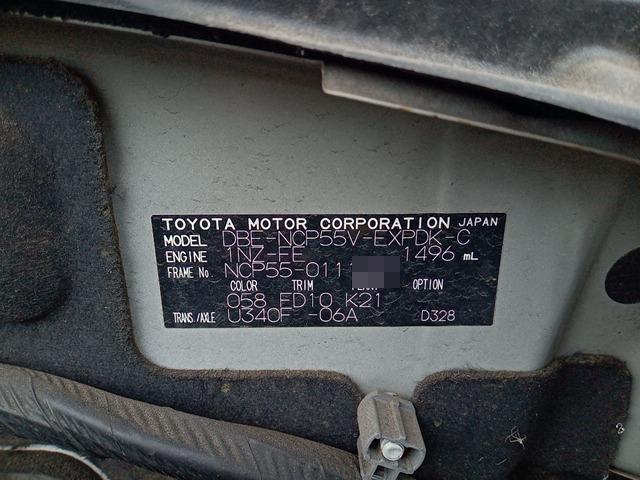 TOYOTA MOTOR CORPORATION JAPAN
MODEL DBE-NCP55V-EXPDK-C
ENGINE 1NZ-FE 1496 mL
FRAME No. NCP55-011
COLOR TRIM PLANT OPTION
058 FD10 K21
TRANS./AXLE U340F -06A D328